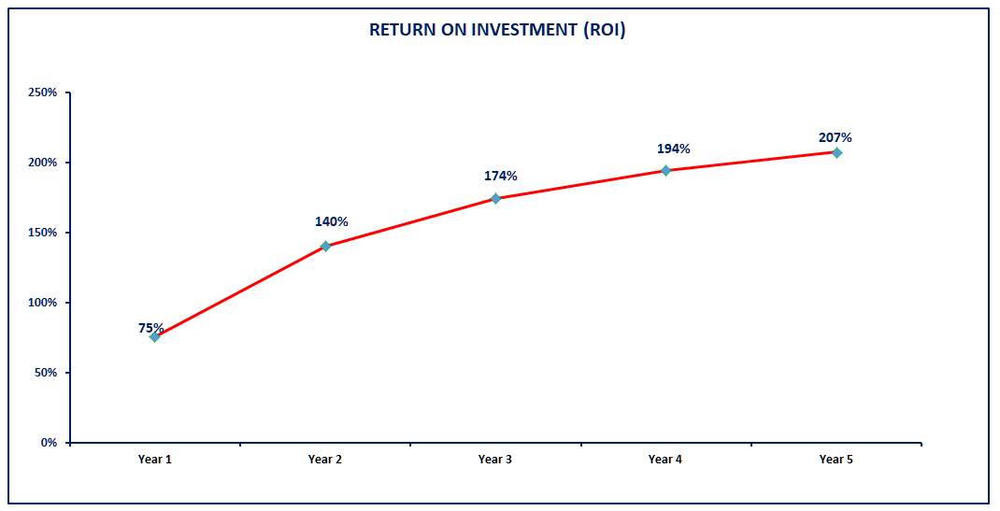 RETURN ON INVESTMENT (ROI)
250%
200%
150%
100%
50%
0%
75%
140%
174%
194%
207%
Year 1
Year 2
Year 3
Year 4
Year 5